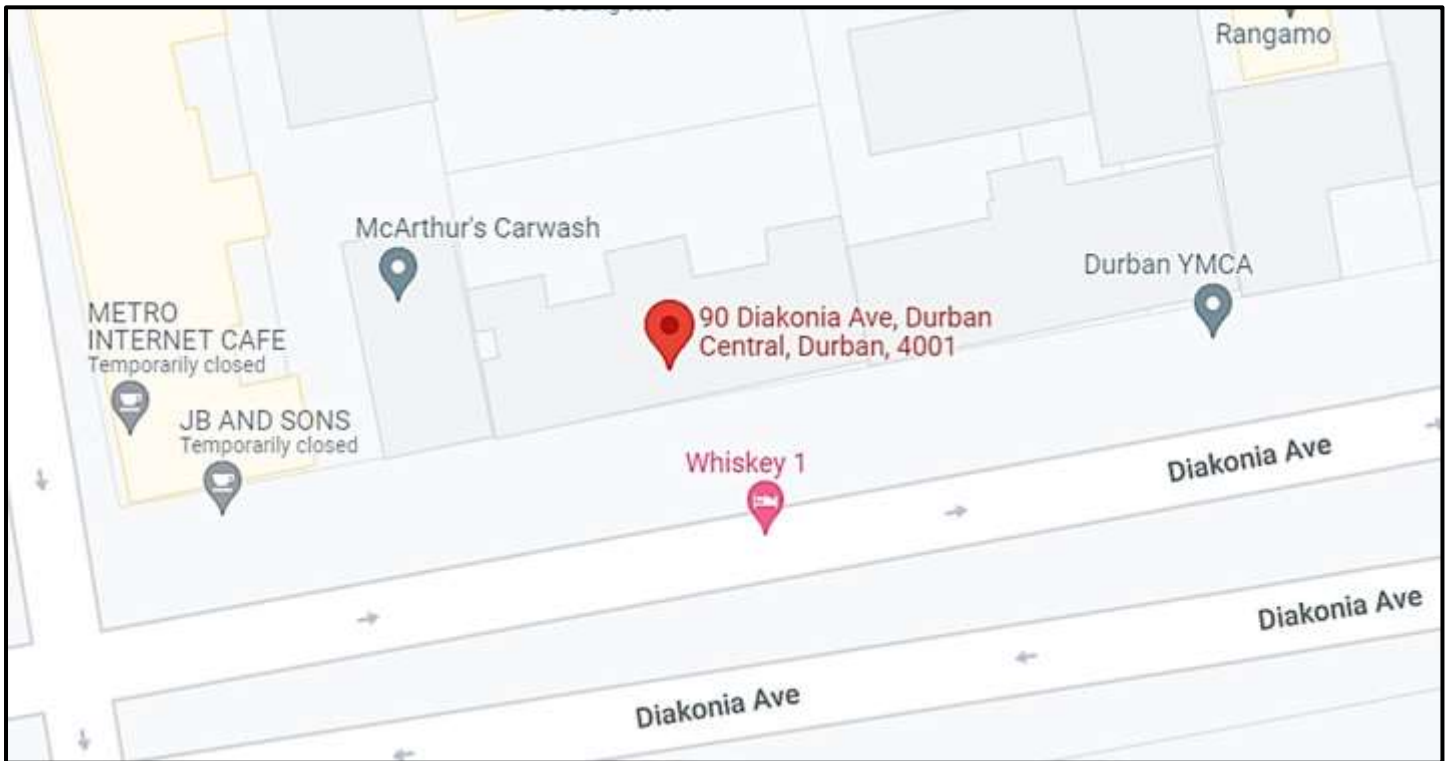 Rangamo
McArthur's Carwash
Durban YMCA
METRO
INTERNET CAFE
Temporarily closed
90 Diakonia Ave, Durban
Central, Durban, 4001
JB AND SONS
Temporarily closed
Whiskey 1
Diakonia Ave
Diakonia Ave
Diakonia Ave